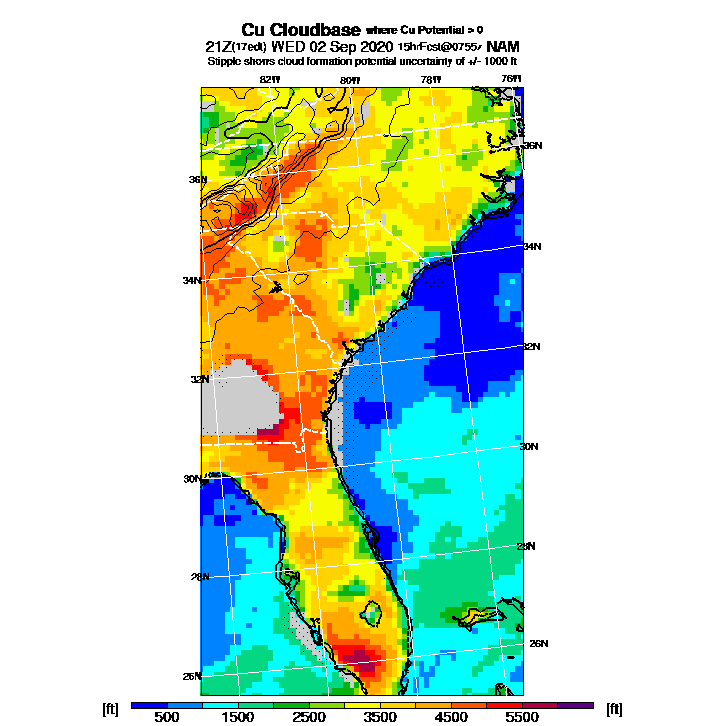 Cu Cloudbase where Cu Potential > 0
21Z(17edt) WED 02 Sep 2020 15hrFcst@0755z NAM
Stipple shows cloud formation potential uncertainty of +/- 1000 ft
82W 80W 78W 76W
36N 36N
34N 34N
32N 32N
30N 30N
28N 28N
26N 26N
[ft] 500 1500 2500 3500 4500 5500 [ft]